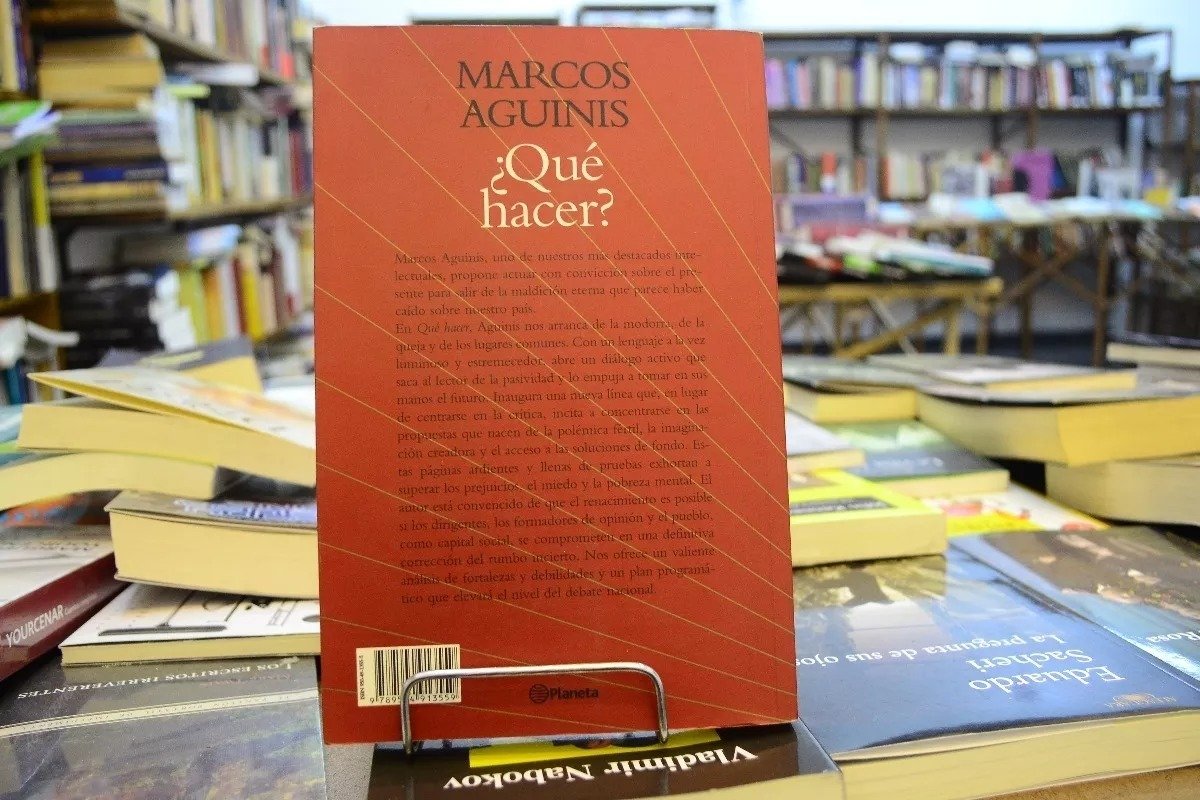 MARCOS
AGUINIS
¿Qué
hacer?
Marcos Aguinis, uno de nuestros más destacados inte-
lectuales, propone actuar con convicción sobre el pre-
sente para salir de la maldición eterna que parece haber
caído sobre nuestro país.
En Qué hacer, Aguinis nos arranca de la modorra, de la
queja y de los lugares comunes. Con un lenguaje a la vez
luminoso y estremecedor, abre un diálogo activo que
saca al lector de la pasividad y lo empuja a tomar en sus
manos el futuro. Inaugura una nueva línea que, en lugar
de centrarse en la crítica, incita a concentrarse en las
propuestas que nacen de la polémica fértil, la imagina-
ción creadora y el acceso a las soluciones de fondo. Es-
tas páginas ardientes y llenas de pruebas exhortan a
superar los prejuicios, el miedo y la pobreza mental. El
autor está convencido de que el renacimiento es posible
si los dirigentes, los formadores de opinión y el pueblo,
como capital social, se comprometen en una definitiva
corrección del rumbo incierto. Nos ofrece un valiente
análisis de fortalezas y debilidades y un plan programá-
tico que elevará el nivel del debate nacional.
Planeta
YOURCENAR
LOS ESCRITOS IRREVERENTES
Vladimir Nabokov
Eduardo
Sacheri
La pregunta de sus ojos
Rosa